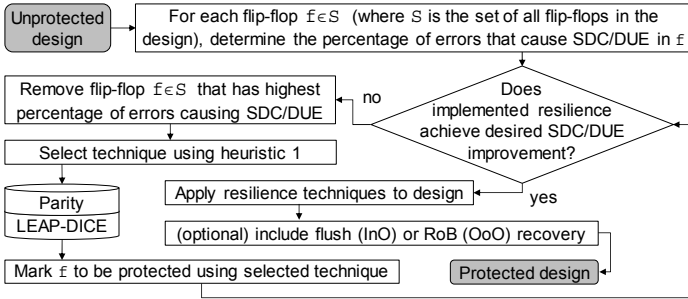 Unprotected
design
For each flip-flop f∈S (where S is the set of all flip-flops in the
design), determine the percentage of errors that cause SDC/DUE in f
Does
implemented resilience
achieve desired SDC/DUE
improvement?
no
yes
Remove flip-flop f∈S that has highest
percentage of errors causing SDC/DUE
Select technique using heuristic 1
Parity
LEAP-DICE
Mark f to be protected using selected technique
Apply resilience techniques to design
(optional) include flush (InO) or RoB (OoO) recovery
Protected design